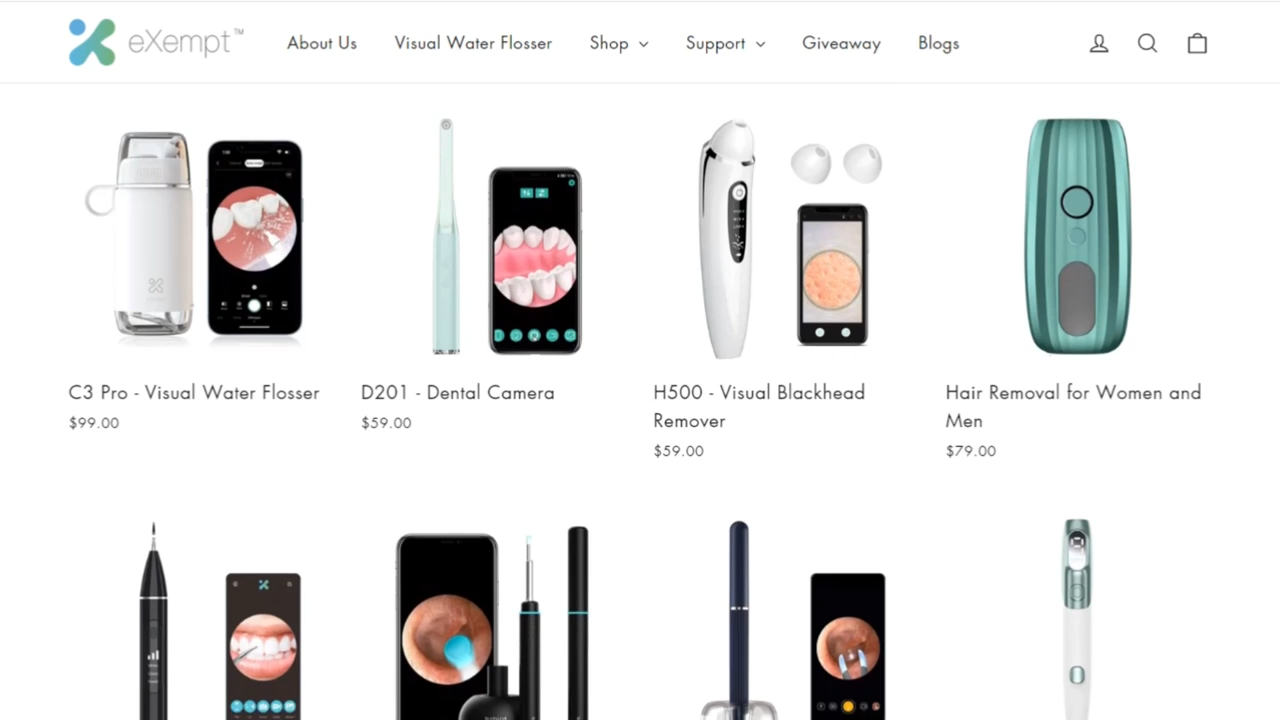 eXempt™
About Us
Visual Water Flosser
Shop
Support
Giveaway
Blogs
C3 Pro - Visual Water Flosser
$99.00
D201 - Dental Camera
$59.00
H500 - Visual Blackhead
Remover
$59.00
Hair Removal for Women and
Men
$79.00